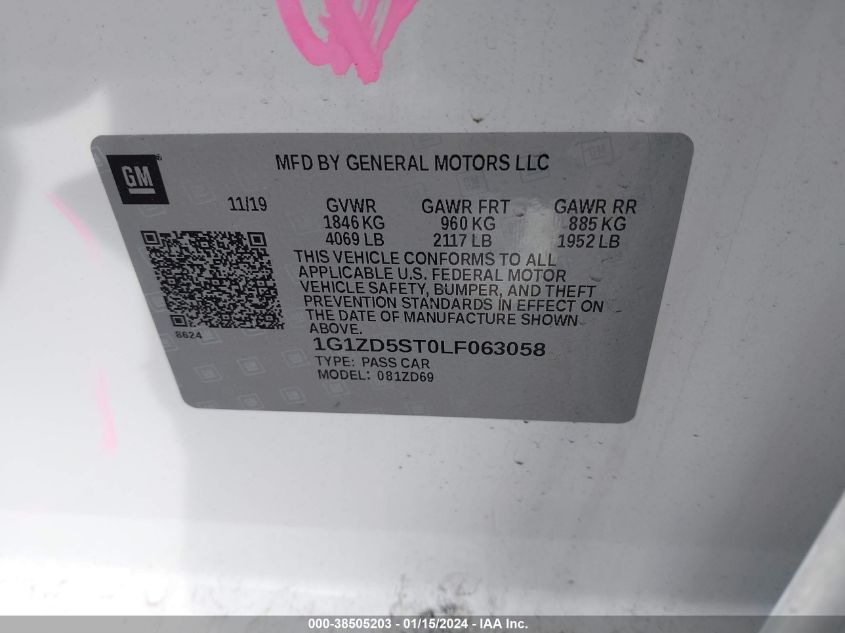 GM
MFD BY GENERAL MOTORS LLC
11/19 GVWR GAWR FRT GAWR RR
1846 KG 960 KG 885 KG
4069 LB 2117 LB 1952 LB
THIS VEHICLE CONFORMS TO ALL
APPLICABLE U.S. FEDERAL MOTOR
VEHICLE SAFETY, BUMPER, AND THEFT
PREVENTION STANDARDS IN EFFECT ON
THE DATE OF MANUFACTURE SHOWN
ABOVE.
8624
1G1ZD5ST0LF063058
TYPE: PASS CAR
MODEL: 081ZD69
000-38505203 - 01/15/2024 - IAA, Inc.